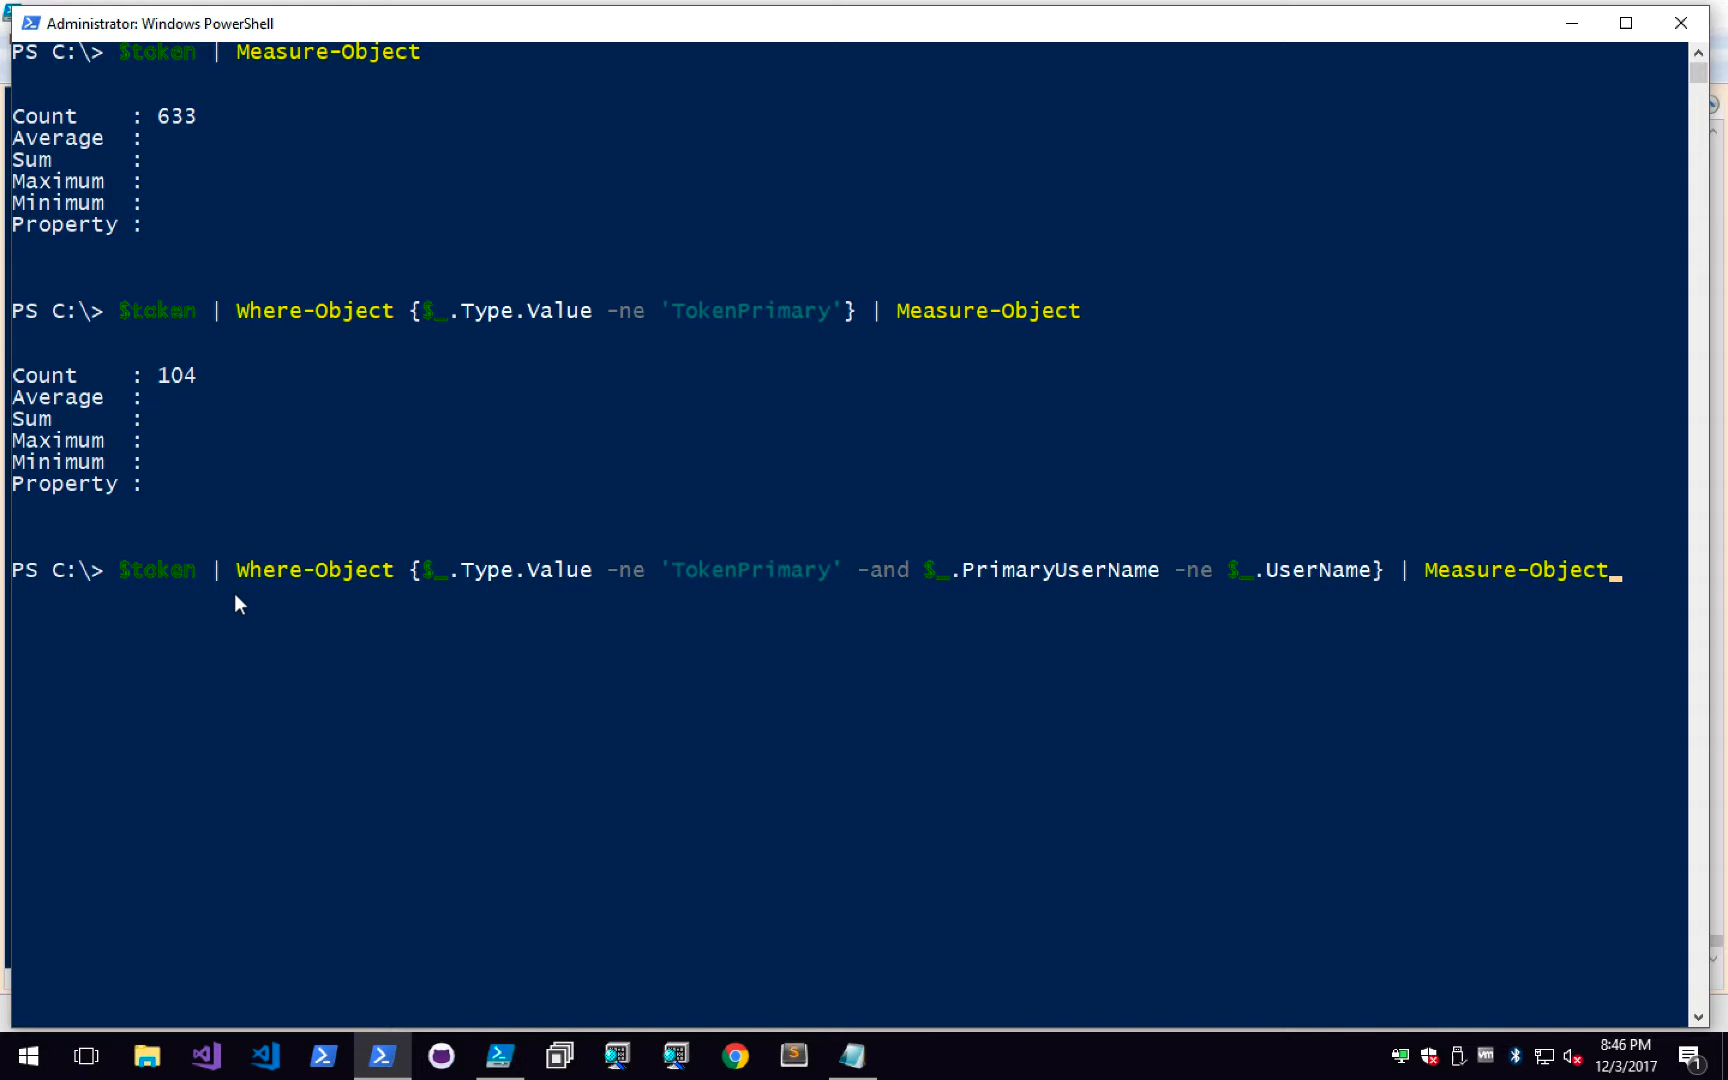 Administrator: Windows PowerShell
PS C:\> $token | Measure-Object
Count    : 633
Average  :
Sum      :
Maximum  :
Minimum  :
Property :
PS C:\> $token | Where-Object {$_.Type.Value -ne 'TokenPrimary'} | Measure-Object
Count    : 104
Average  :
Sum      :
Maximum  :
Minimum  :
Property :
PS C:\> $token | Where-Object {$_.Type.Value -ne 'TokenPrimary' -and $_.PrimaryUserName -ne $_.UserName} | Measure-Object
8:46 PM
12/3/2017
1